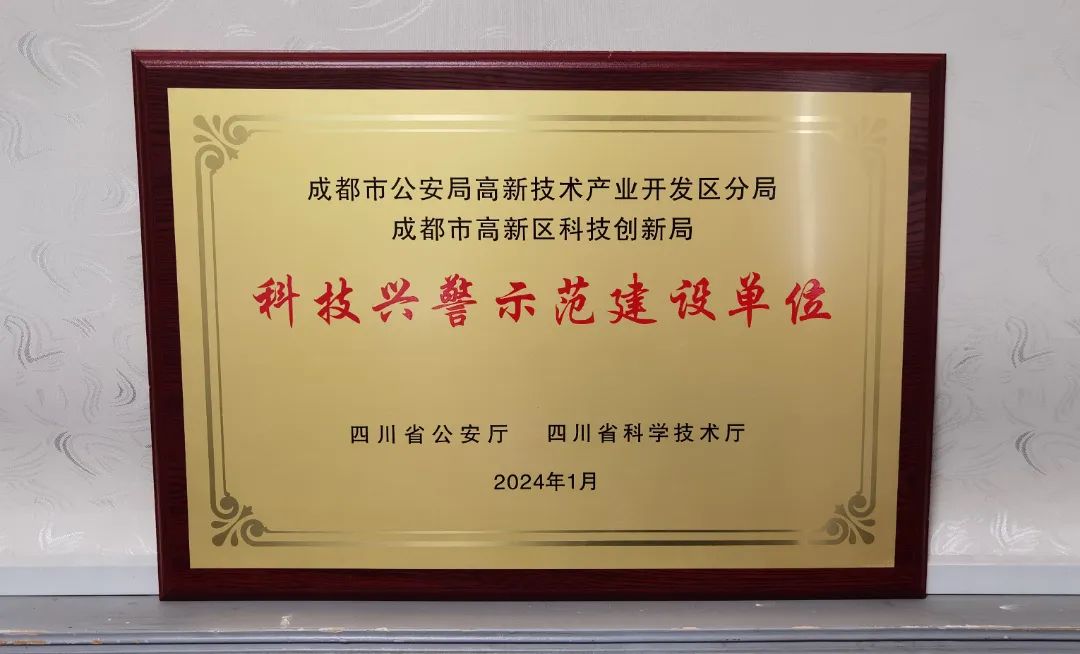 成都市公安局高新技术产业开发区分局
成都市高新区科技创新局
科技兴警示范建设单位
四川省公安厅 四川省科学技术厅
2024年1月